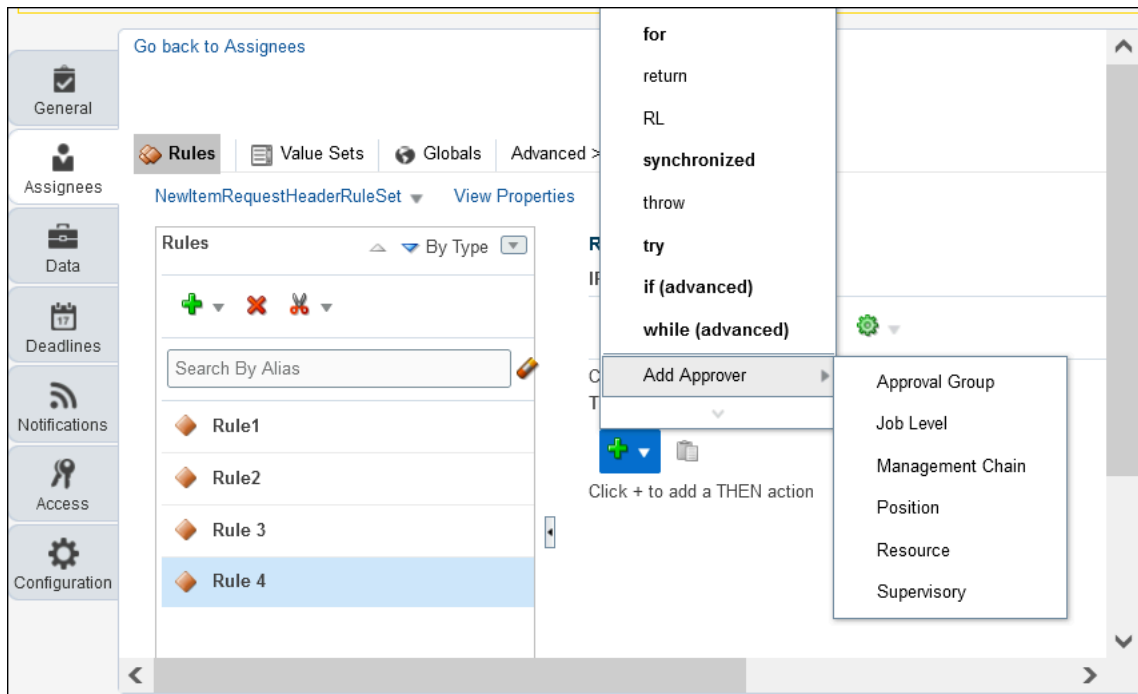 Go back to Assignees
General
Assignees
Data
17
Deadlines
Notifications
Access
Configuration
Rules
Value Sets
Globals
Advanced >
NewItemRequestHeaderRuleSet
View Properties
Rules
By Type
Search By Alias
Rule1
Rule2
Rule 3
Rule 4
for
return
RL
synchronized
throw
try
if (advanced)
while (advanced)
Add Approver
Approval Group
Job Level
Management Chain
Position
Resource
Supervisory
Click + to add a THEN action